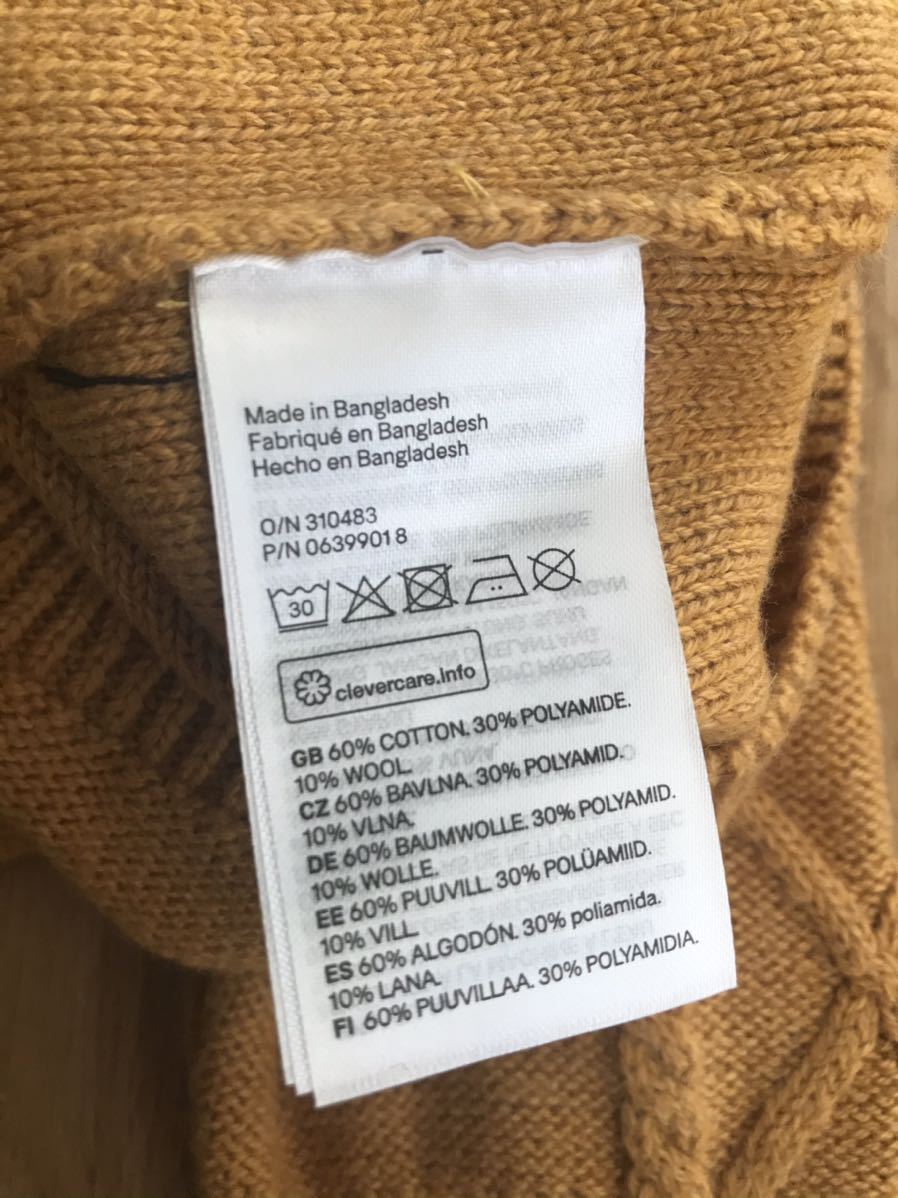 Made in Bangladesh
Fabriqué en Bangladesh
Hecho en Bangladesh
O/N 310483
P/N 0639901 8
30
clevercare.info
GB 60% COTTON. 30% POLYAMIDE.
10% WOOL.
CZ 60% BAVLNA. 30% POLYAMID.
10% VLNA.
DE 60% BAUMWOLLE. 30% POLYAMID.
10% WOLLE.
EE 60% PUUVILL. 30% POLÜAMIID.
10% VILL.
ES 60% ALGODÓN. 30% poliamida.
10% LANA.
FI 60% PUUVILLAA. 30% POLYAMIDIA.